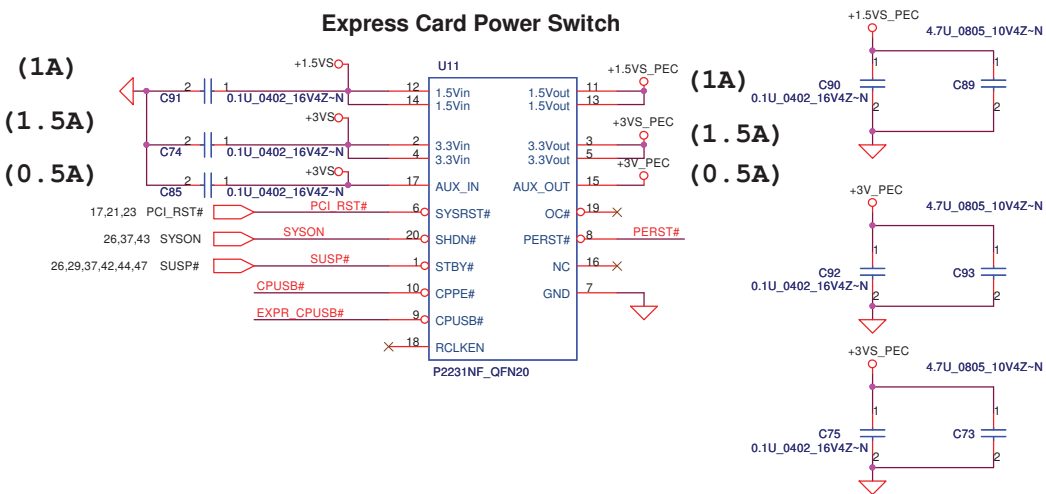 Express Card Power Switch
(1A)
(1.5A)
(0.5A)
+1.5VS
2 1
C91
0.1U_0402_16V4Z~N
+3VS
2 1
C74
0.1U_0402_16V4Z~N
+3VS
2 1
C85
0.1U_0402_16V4Z~N
17,21,23 PCI_RST# PCI_RST#
26,37,43 SYSON SYSON
26,29,37,42,44,47 SUSP# SUSP#
CPUSB#
EXPR_CPUSB#
U11
12 1.5Vin 1.5Vout 11
14 1.5Vin 1.5Vout 13
2 3.3Vin 3.3Vout 3
4 3.3Vin 3.3Vout 5
17 AUX_IN AUX_OUT 15
6 SYSRST# OC# 19
20 SHDN# PERST# 8 PERST#
1 STBY# NC 16
10 CPPE# GND 7
9 CPUSB#
18 RCLKEN
P2231NF_QFN20
+1.5VS_PEC
+3VS_PEC
+3V_PEC
(1A)
(1.5A)
(0.5A)
+1.5VS_PEC
4.7U_0805_10V4Z~N
1 1
C90 C89
0.1U_0402_16V4Z~N
2 2
+3V_PEC
4.7U_0805_10V4Z~N
1 1
C92 C93
0.1U_0402_16V4Z~N
2 2
+3VS_PEC
4.7U_0805_10V4Z~N
1 1
C75 C73
0.1U_0402_16V4Z~N
2 2